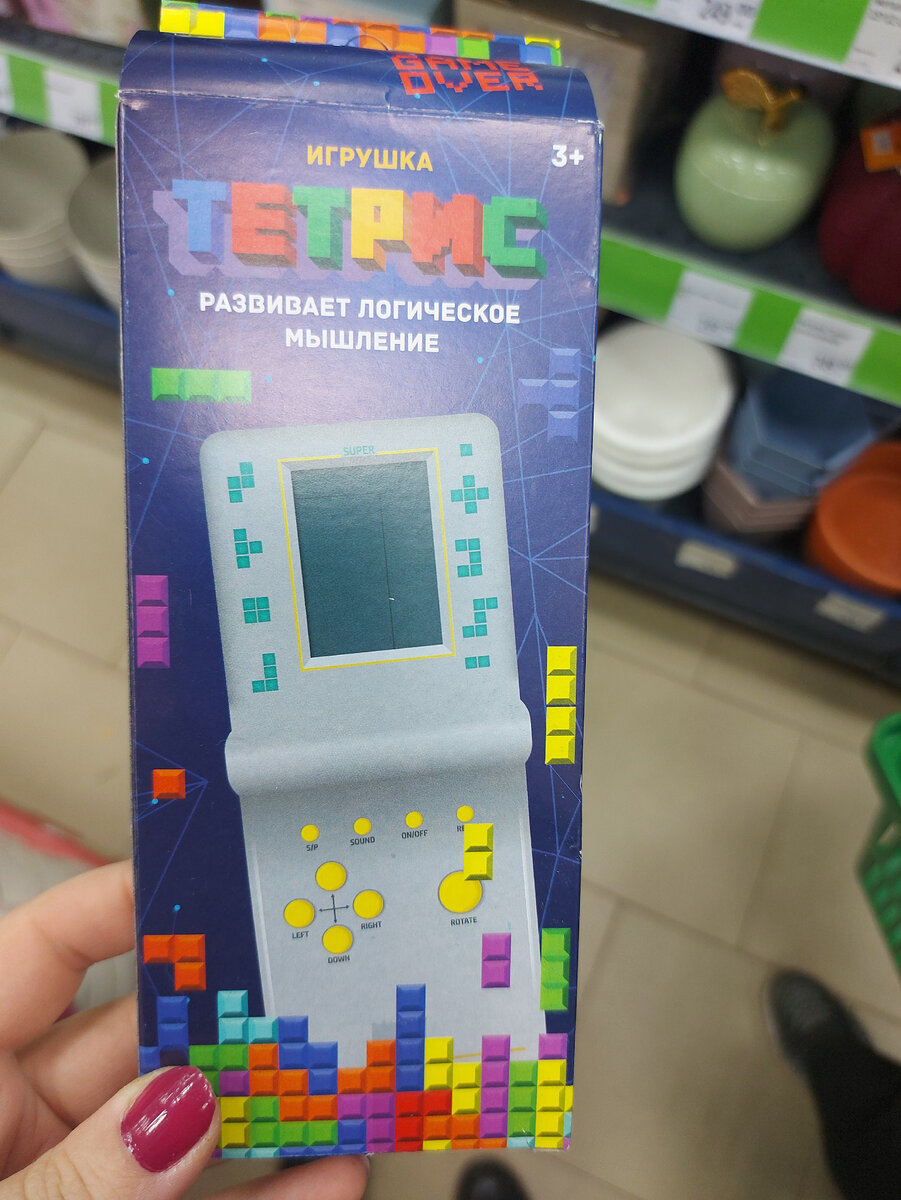 GAME
OVER
ИГРУШКА
3+
ТЕТРИС
РАЗВИВАЕТ ЛОГИЧЕСКОЕ
МЫШЛЕНИЕ
SUPER
S/P
SOUND
ON/OFF
LEFT
RIGHT
DOWN
ROTATE